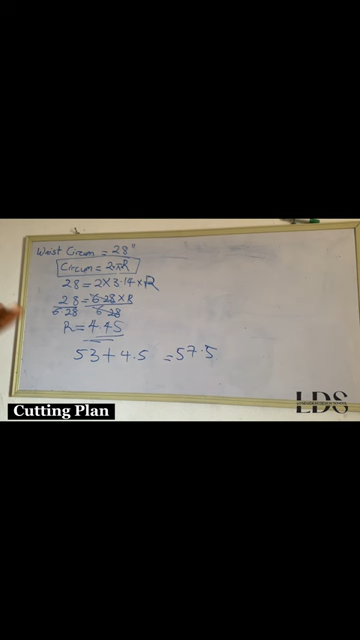 Waist Circum = 28"
Circum = 2πR
28 = 2 X 3.14 x R
28 = 6.28 x R
6.28 6.28
R = 4.45
53 + 4.5 = 57.5
LDS
Cutting Plan